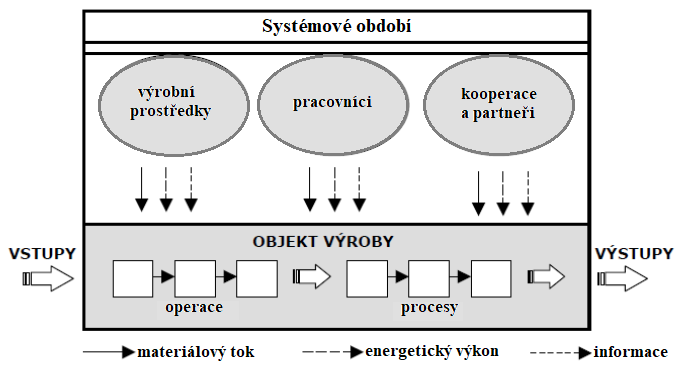 Systémové období
výrobní
prostředky
pracovníci
kooperace
a partneři
OBJEKT VÝROBY
VSTUPY
VÝSTUPY
operace
procesy
materiálový tok
energetický výkon
informace